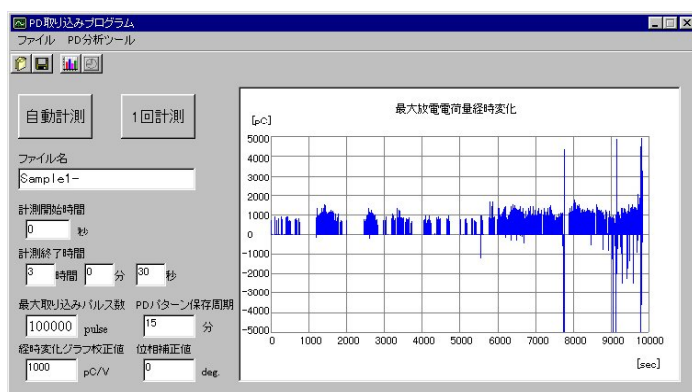 PD取り込みプログラム
ファイル PD分析ツール
自動計測 1回計測
ファイル名
Sample1-
計測開始時間
0 秒
計測終了時間
3 時間 0 分 30 秒
最大取り込みパルス数 PDパターン保存周期
100000 pulse 15 分
経時変化グラフ校正値 位相補正値
1000 pC/V 0 deg.
最大放電電荷量経時変化
[pC]
5000
4000
3000
2000
1000
0
-1000
-2000
-3000
-4000
-5000
0 1000 2000 3000 4000 5000 6000 7000 8000 9000 10000
[sec]